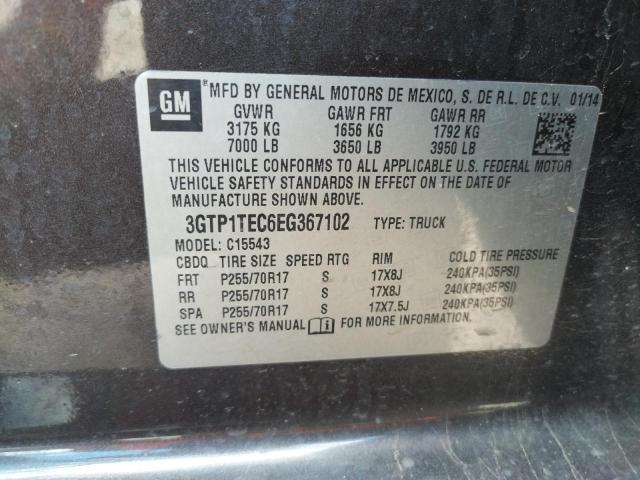 GM ® MFD BY GENERAL MOTORS DE MEXICO, S. DE R.L. DE C.V. 01/14
GVWR GAWR FRT GAWR RR
3175 KG 1656 KG 1792 KG
7000 LB 3650 LB 3950 LB
THIS VEHICLE CONFORMS TO ALL APPLICABLE U.S. FEDERAL MOTOR
VEHICLE SAFETY STANDARDS IN EFFECT ON THE DATE OF
MANUFACTURE SHOWN ABOVE.
3GTP1TEC6EG367102 TYPE: TRUCK
MODEL: C15543
CBDQ TIRE SIZE SPEED RTG RIM COLD TIRE PRESSURE
FRT P255/70R17 S 17X8J 240KPA(35PSI)
RR P255/70R17 S 17X8J 240KPA(35PSI)
SPA P255/70R17 S 17X7.5J 240KPA(35PSI)
SEE OWNER'S MANUAL i FOR MORE INFORMATION.